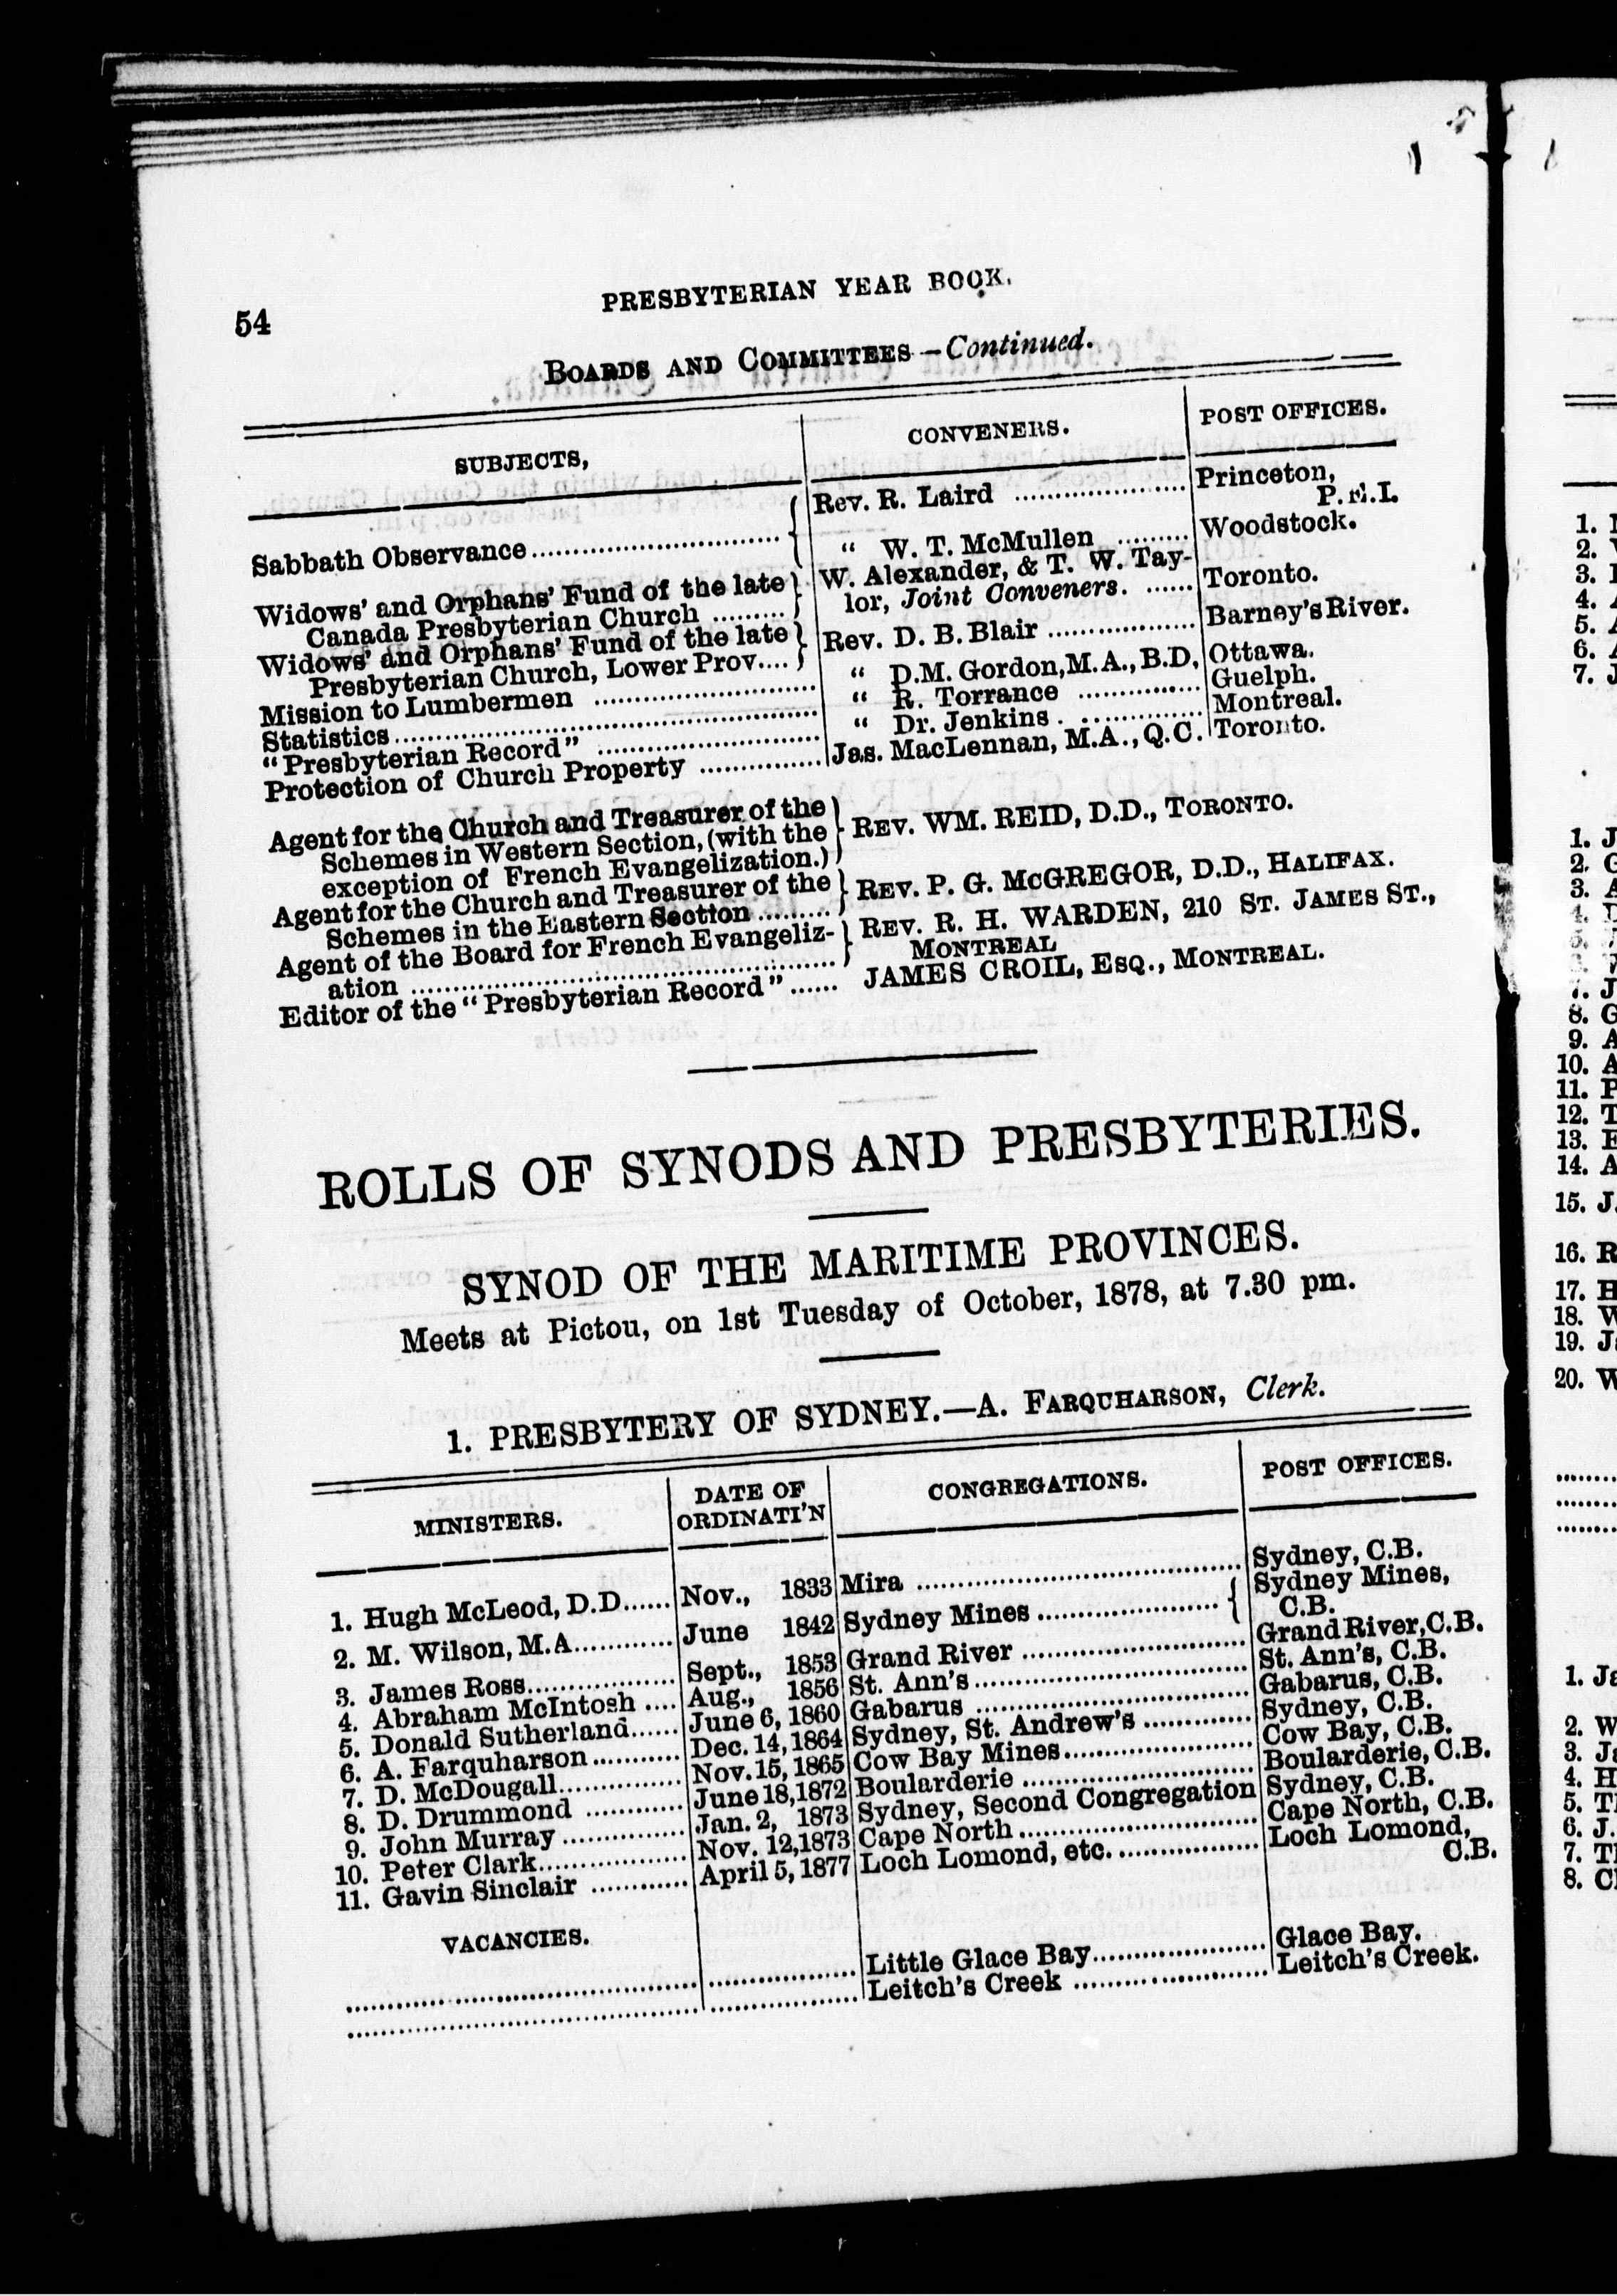 54
PRESBYTERIAN YEAR BOOK.
BOARDS AND COMMITTEES — Continued.
SUBJECTS, CONVENERS. POST OFFICES.
Sabbath Observance.............................. { Rev. R. Laird ..................... Princeton, P.E.I.
" W. T. McMullen ......... Woodstock.
Widows' and Orphans' Fund of the late } W. Alexander, & T. W. Tay-
Canada Presbyterian Church ......... } lor, Joint Conveners. ...... Toronto.
Widows' and Orphans' Fund of the late } Rev. D. B. Blair .................. Barney's River.
Presbyterian Church, Lower Prov.... }
Mission to Lumbermen ........................... " D.M. Gordon, M.A., B.D, Ottawa.
Statistics.................................................... " R. Torrance ............... Guelph.
"Presbyterian Record" ........................... " Dr. Jenkins . ............... Montreal.
Protection of Church Property ............... Jas. MacLennan, M.A., Q.C. Toronto.
Agent for the Church and Treasurer of the }
Schemes in Western Section, (with the } REV. WM. REID, D.D., TORONTO.
exception of French Evangelization.) }
Agent for the Church and Treasurer of the } REV. P. G. McGREGOR, D.D., HALIFAX.
Schemes in the Eastern Section ......... }
Agent of the Board for French Evangeliz- } REV. R. H. WARDEN, 210 ST. JAMES ST.,
ation .................................................... } MONTREAL
Editor of the "Presbyterian Record" ...... JAMES CROIL, ESQ., MONTREAL.
ROLLS OF SYNODS AND PRESBYTERIES.
SYNOD OF THE MARITIME PROVINCES.
Meets at Pictou, on 1st Tuesday of October, 1878, at 7.30 pm.
1. PRESBYTERY OF SYDNEY.—A. FARQUHARSON, Clerk.
MINISTERS. DATE OF ORDINATI'N CONGREGATIONS. POST OFFICES.
1. Hugh McLeod, D.D...... Nov., 1833 Mira ........................................ Sydney, C.B.
2. M. Wilson, M.A............ June 1842 Sydney Mines ...................... { Sydney Mines, C.B.
3. James Ross.................. Sept., 1853 Grand River ........................... Grand River, C.B.
4. Abraham McIntosh .... Aug., 1856 St. Ann's................................. St. Ann's, C.B.
5. Donald Sutherland...... June 6, 1860 Gabarus ................................. Gabarus, C.B.
6. A. Farquharson ........... Dec. 14, 1864 Sydney, St. Andrew's ............. Sydney, C.B.
7. D. McDougall............... Nov. 15, 1865 Cow Bay Mines....................... Cow Bay, C.B.
8. D. Drummond ............ June 18, 1872 Boularderie ............................ Boularderie, C.B.
9. John Murray ............... Jan. 2, 1873 Sydney, Second Congregation Sydney, C.B.
10. Peter Clark.................. Nov. 12, 1873 Cape North ............................. Cape North, C.B.
11. Gavin Sinclair ............ April 5, 1877 Loch Lomond, etc................... Loch Lomond, C.B.
VACANCIES.
............................................ .................. Little Glace Bay..................... Glace Bay.
............................................ .................. Leitch's Creek ........................ Leitch's Creek.